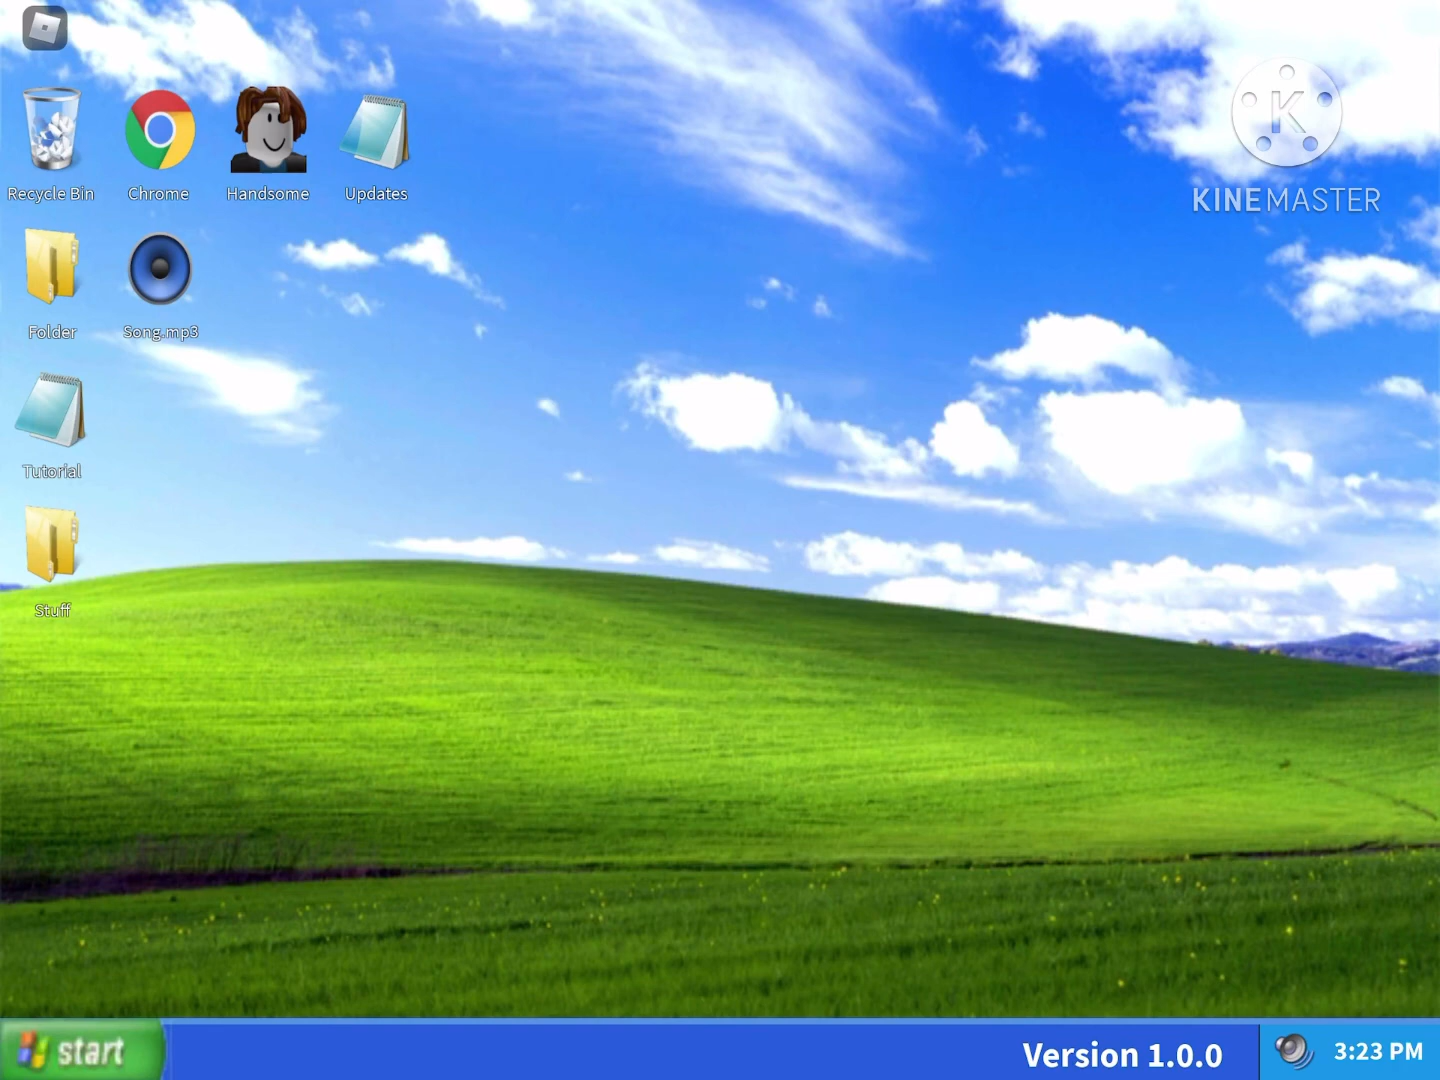 K
KINEMASTER
Recycle Bin
Chrome
Handsome
Updates
Folder
Song.mp3
Tutorial
Stuff
start
Version 1.0.0
3:23 PM